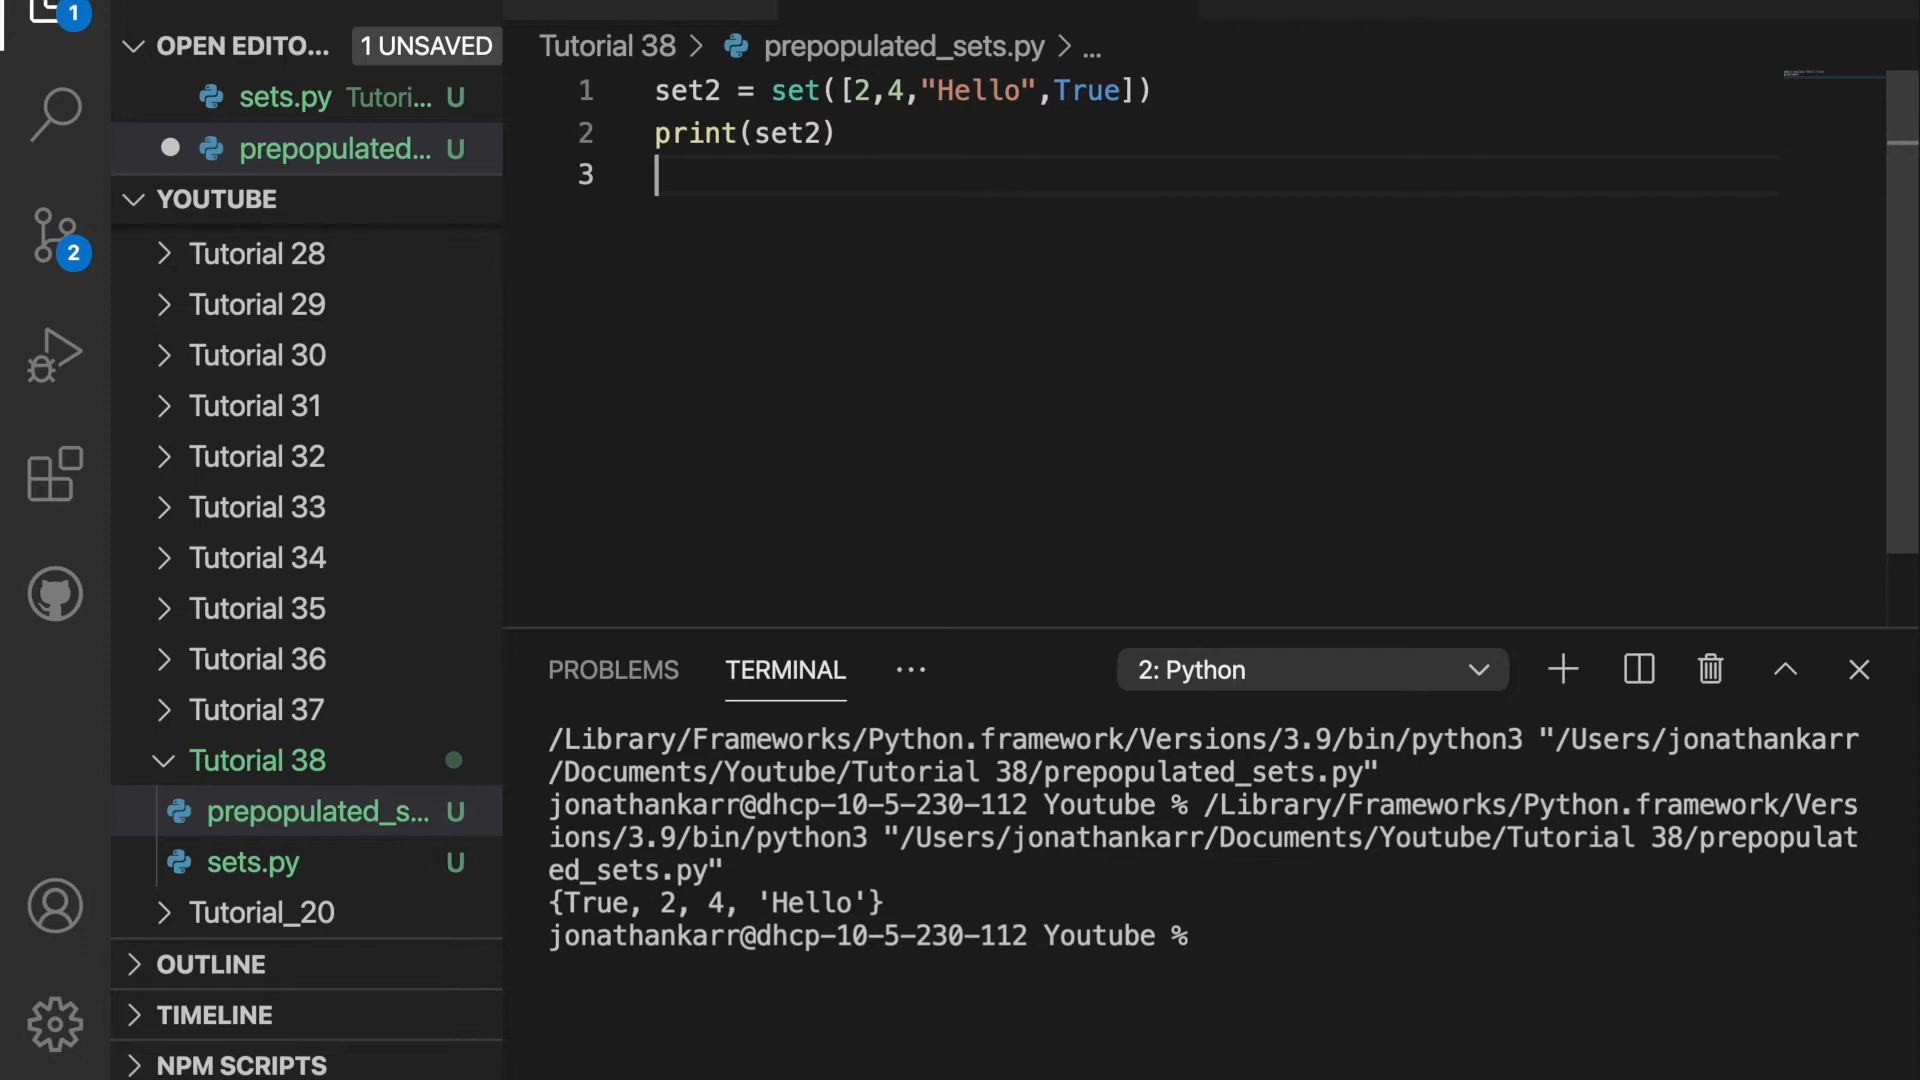 1
OPEN EDITO... 1 UNSAVED
sets.py Tutori... U
prepopulated... U
YOUTUBE
Tutorial 28
Tutorial 29
Tutorial 30
Tutorial 31
Tutorial 32
Tutorial 33
Tutorial 34
Tutorial 35
Tutorial 36
Tutorial 37
Tutorial 38
prepopulated_s... U
sets.py U
Tutorial_20
OUTLINE
TIMELINE
NPM SCRIPTS
2
Tutorial 38 > prepopulated_sets.py > ...
1 set2 = set([2,4,"Hello",True])
2 print(set2)
3
PROBLEMS TERMINAL ... 2: Python
/Library/Frameworks/Python.framework/Versions/3.9/bin/python3 "/Users/jonathankarr
/Documents/Youtube/Tutorial 38/prepopulated_sets.py"
jonathankarr@dhcp-10-5-230-112 Youtube % /Library/Frameworks/Python.framework/Vers
ions/3.9/bin/python3 "/Users/jonathankarr/Documents/Youtube/Tutorial 38/prepopulat
ed_sets.py"
{True, 2, 4, 'Hello'}
jonathankarr@dhcp-10-5-230-112 Youtube %